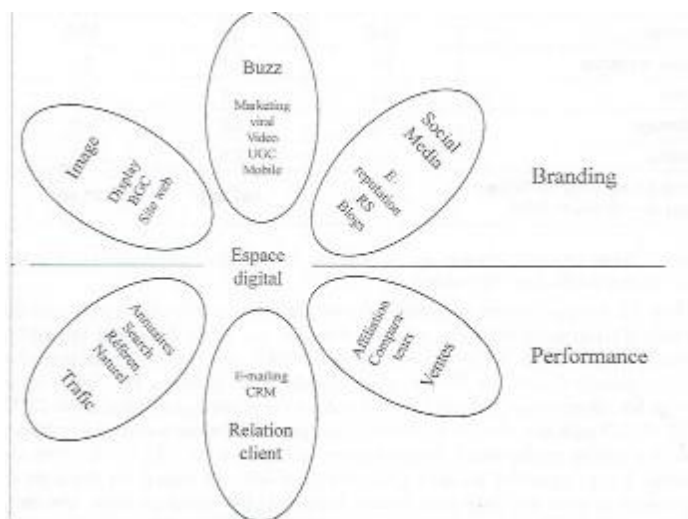 Buzz
Marketing
viral
Video
UGC
Mobile
Image
Display
BGC
Site web
Social
Media
E-
reputation
RS
Blogs
Branding
Espace
digital
Annuaires
Search
Référen.
Naturel
Trafic
E-mailing
CRM
Relation
client
Affiliation
Compara-
teurs
Ventes
Performance